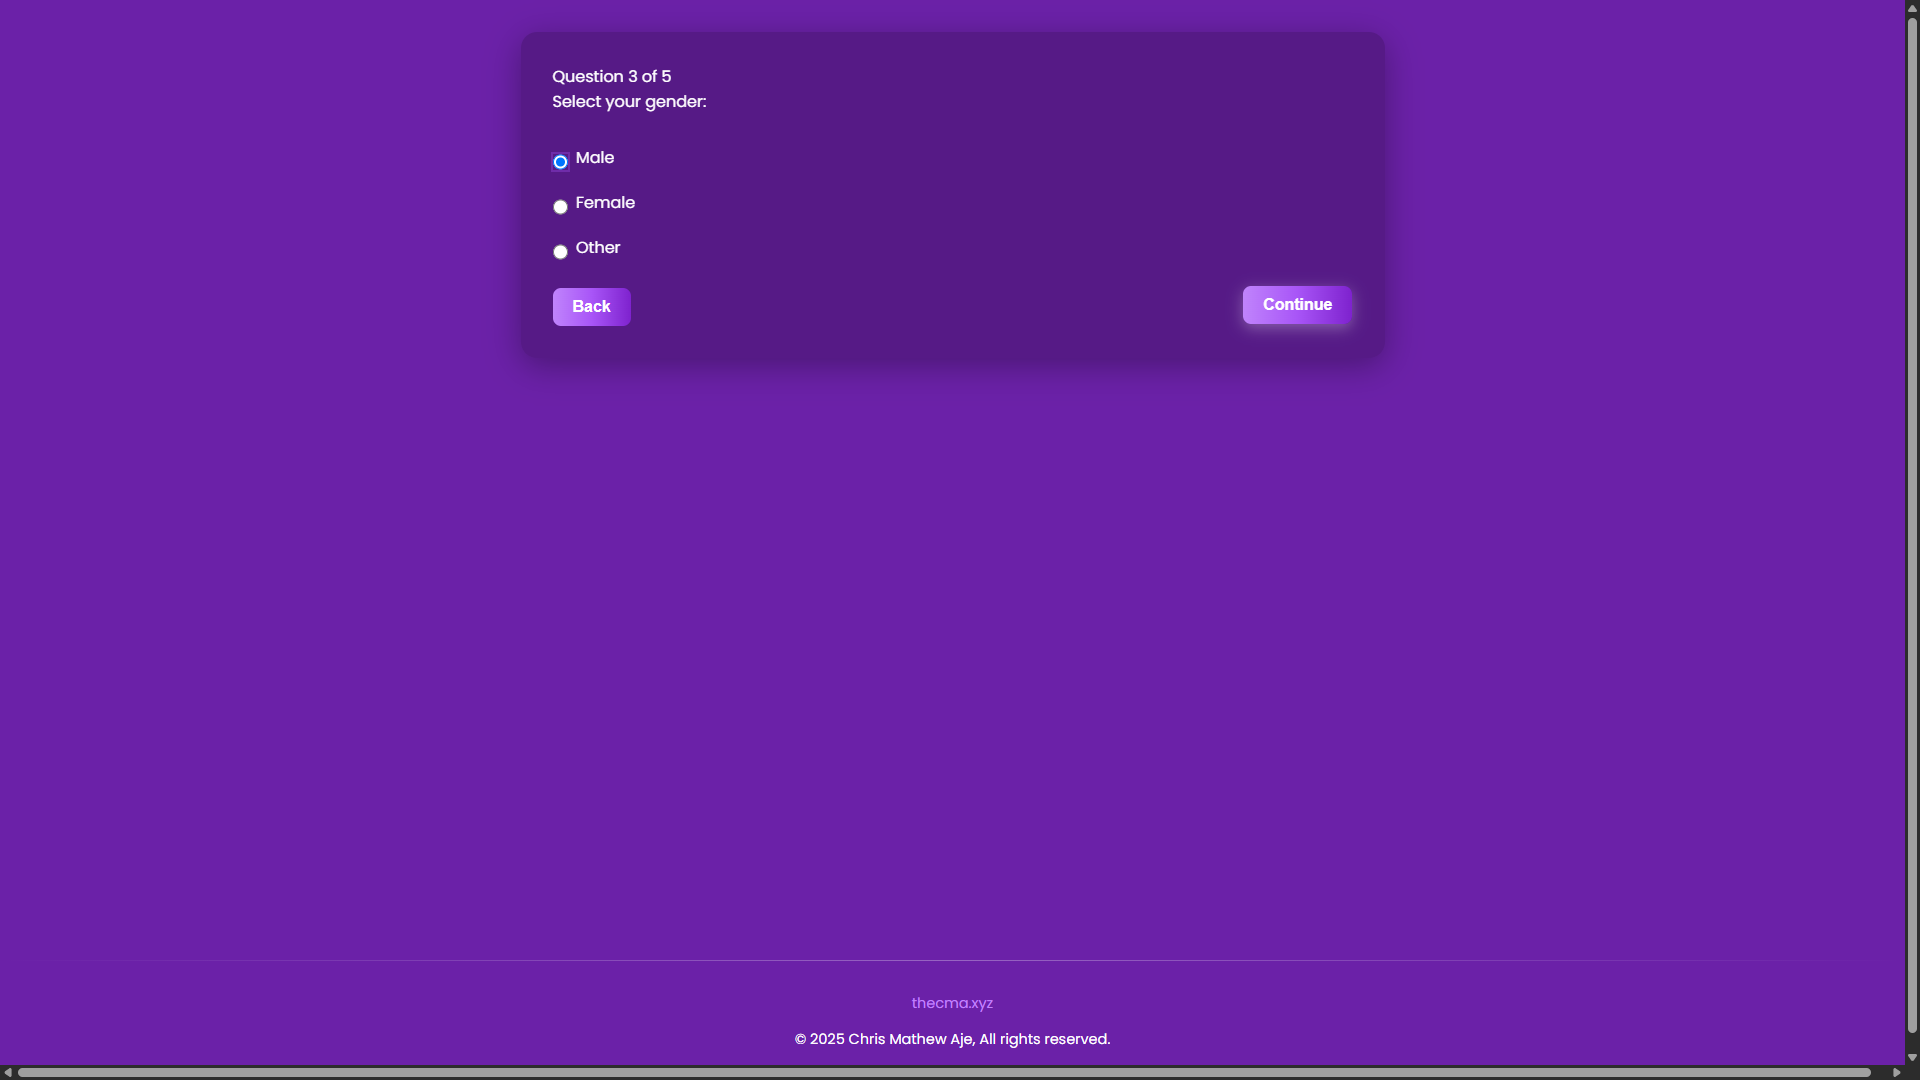 Question 3 of 5
Select your gender:
Male
Female
Other
Back
Continue
thecma.xyz
© 2025 Chris Mathew Aje, All rights reserved.